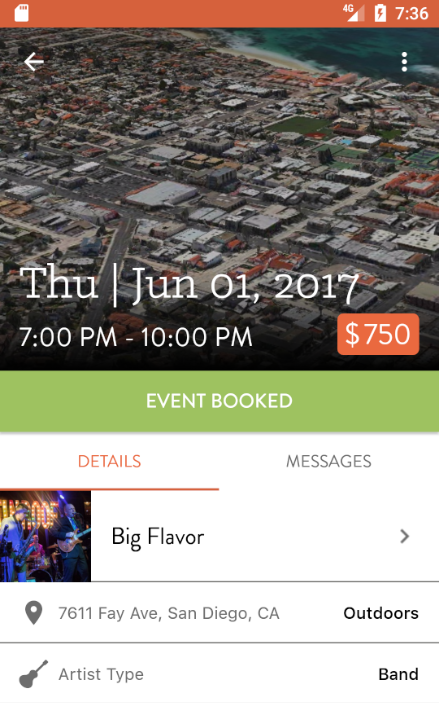 4G 7:36
Thu | Jun 01, 2017
7:00 PM - 10:00 PM $750
EVENT BOOKED
DETAILS MESSAGES
Big Flavor
7611 Fay Ave, San Diego, CA Outdoors
Artist Type Band